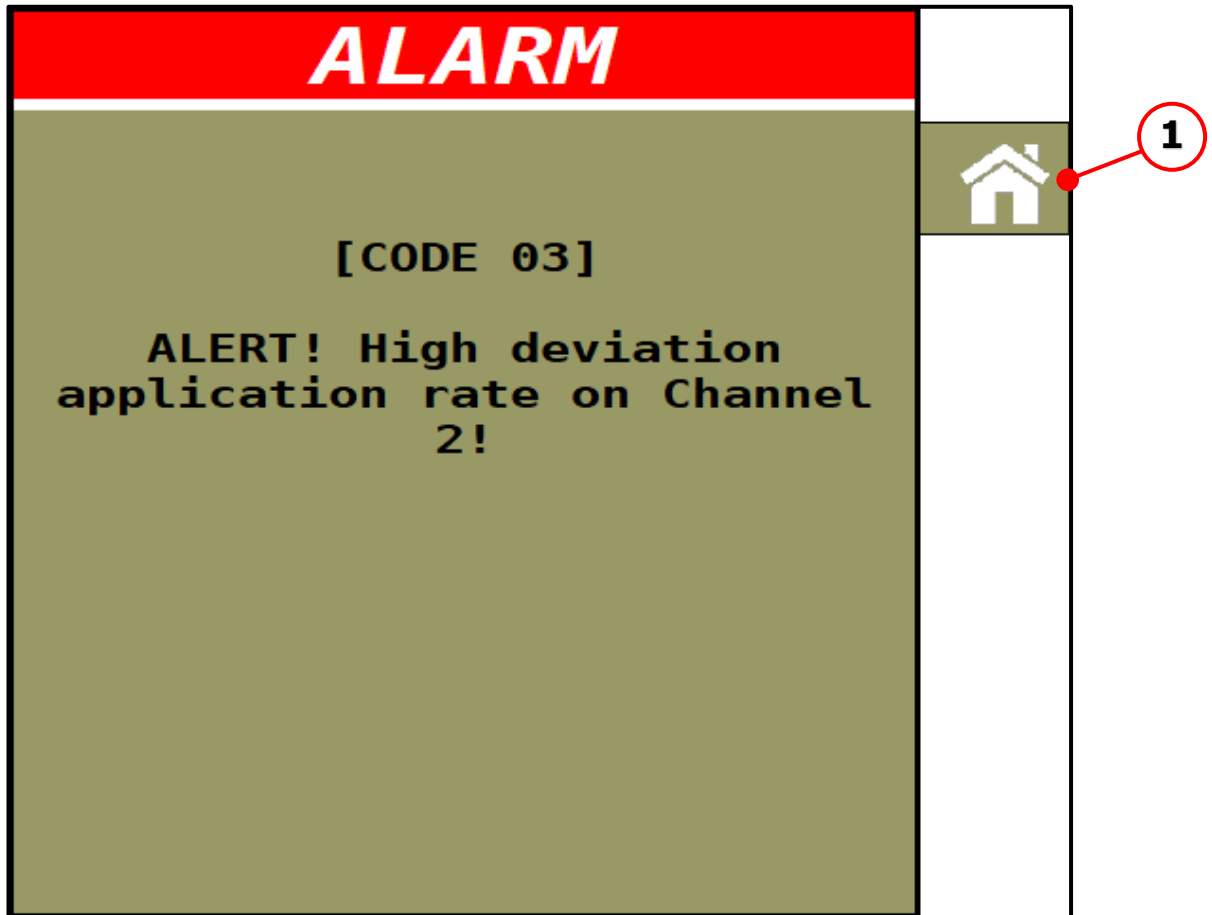 ALARM
1
[CODE 03]
ALERT! High deviation
application rate on Channel
2!